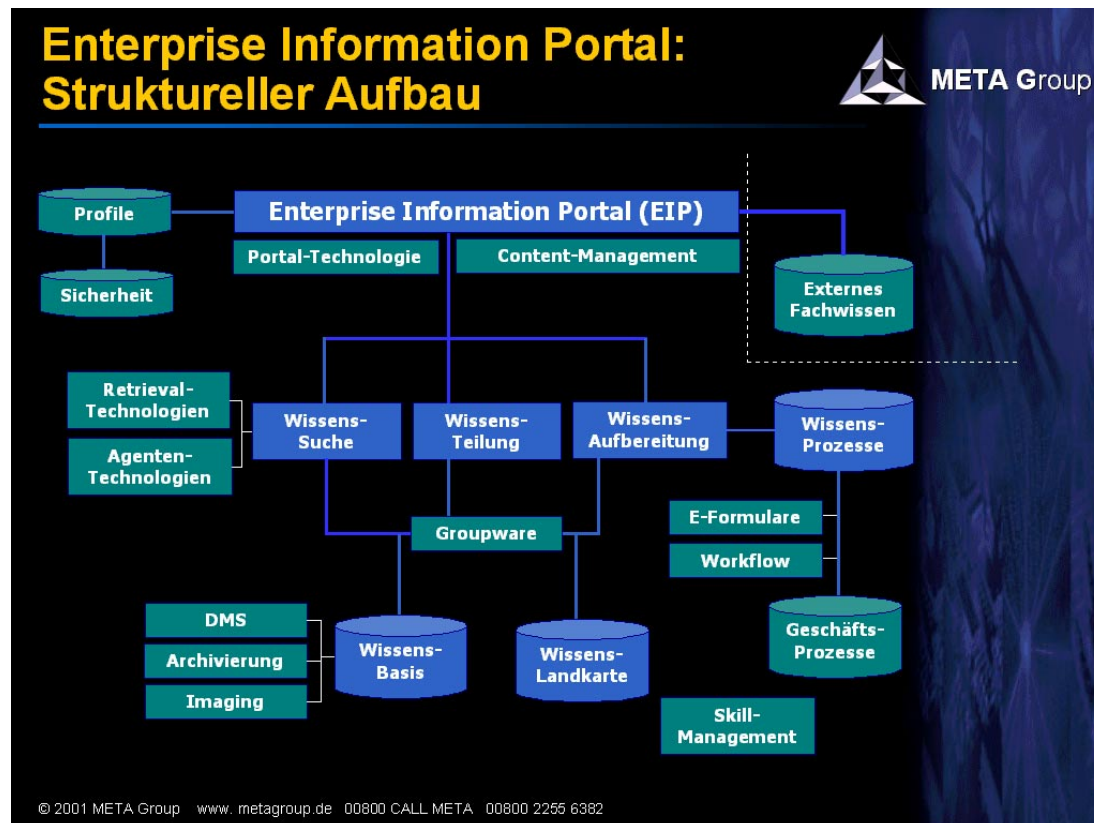 Enterprise Information Portal:
Struktureller Aufbau
META Group
Profile
Enterprise Information Portal (EIP)
Portal-Technologie
Content-Management
Sicherheit
Externes
Fachwissen
Retrieval-
Technologien
Agenten-
Technologien
Wissens-
Suche
Wissens-
Teilung
Wissens-
Aufbereitung
Wissens-
Prozesse
Groupware
E-Formulare
Workflow
DMS
Archivierung
Imaging
Wissens-
Basis
Wissens-
Landkarte
Geschäfts-
Prozesse
Skill-
Management
© 2001 META Group www. metagroup.de 00800 CALL META 00800 2255 6382